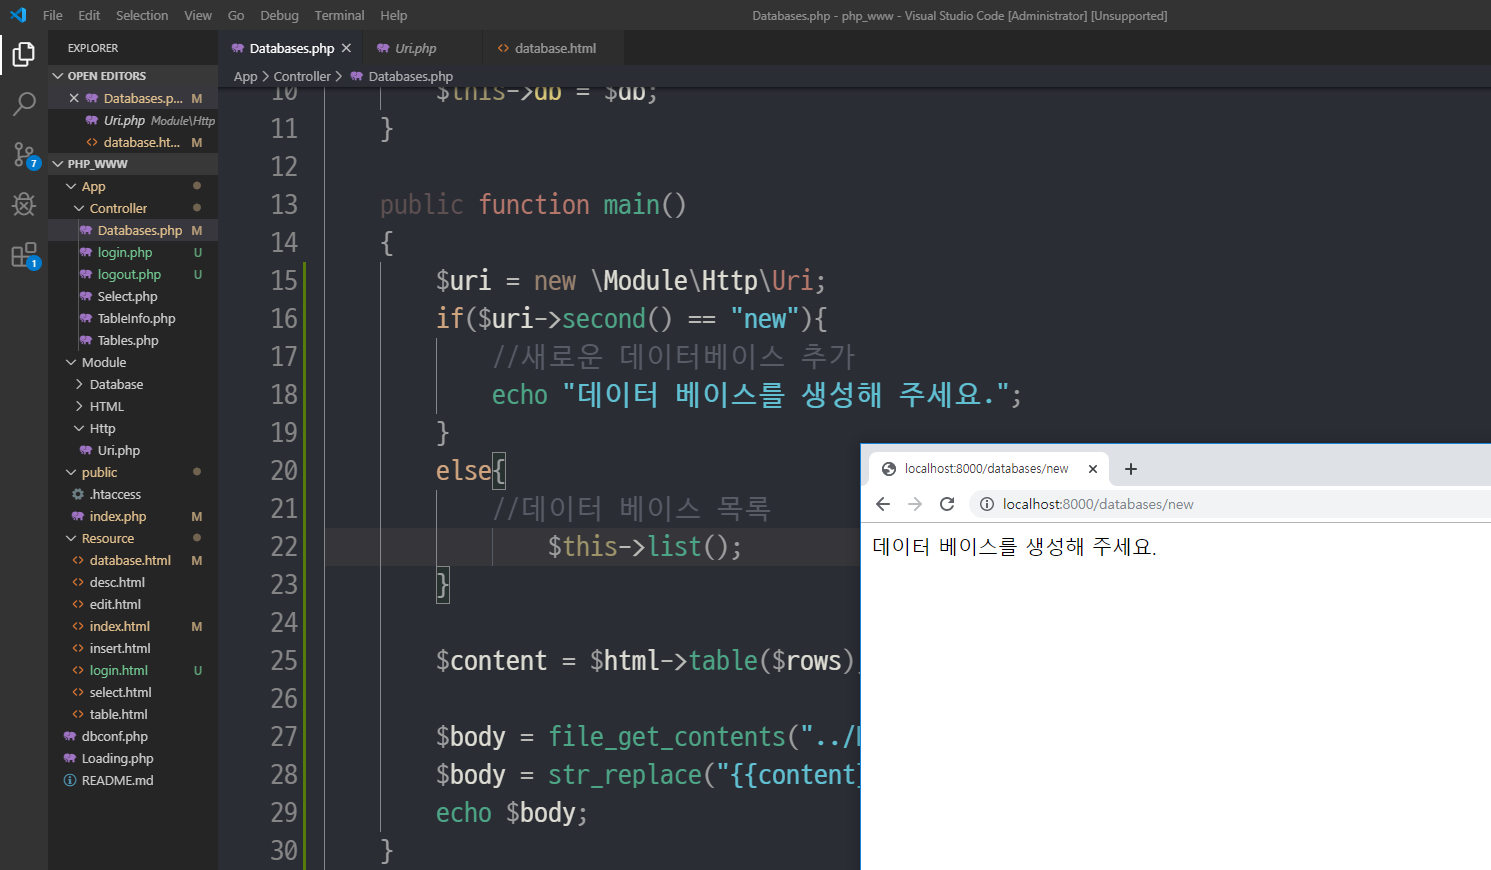 File Edit Selection View Go Debug Terminal Help
Databases.php - php_www - Visual Studio Code [Administrator] [Unsupported]
EXPLORER
OPEN EDITORS
Databases.p... M
Uri.php Module\Http
database.ht... M
PHP_WWW
App
Controller
Databases.php M
login.php U
logout.php U
Select.php
TableInfo.php
Tables.php
Module
Database
HTML
Http
Uri.php
public
.htaccess
index.php M
Resource
database.html M
desc.html
edit.html
index.html M
insert.html
login.html U
select.html
table.html
dbconf.php
Loading.php
README.md
7
1
Databases.php Uri.php database.html
App > Controller > Databases.php
10 $this->db = $db;
11 }
12
13 public function main()
14 {
15 $uri = new \Module\Http\Uri;
16 if($uri->second() == "new"){
17 //새로운 데이터베이스 추가
18 echo "데이터 베이스를 생성해 주세요.";
19 }
20 else{
21 //데이터 베이스 목록
22 $this->list();
23 }
24
25 $content = $html->table($rows)
26
27 $body = file_get_contents("../
28 $body = str_replace("{{content
29 echo $body;
30 }
localhost:8000/databases/new
localhost:8000/databases/new
데이터 베이스를 생성해 주세요.